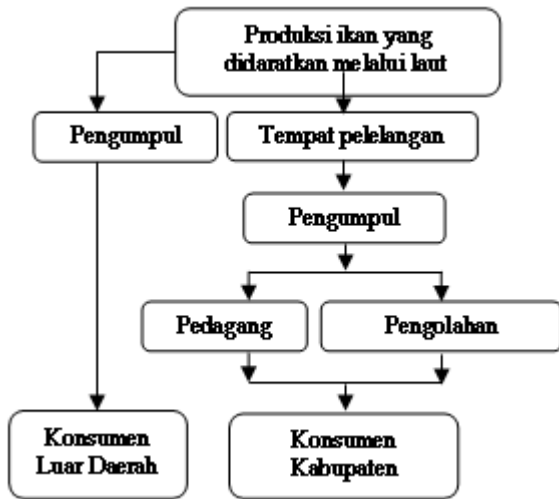 Produksi ikan yang
didaratkan melalui laut
Pengumpul
Tempat pelelangan
Pengumpul
Pedagang
Pengolahan
Konsumen
Luar Daerah
Konsumen
Kabupaten